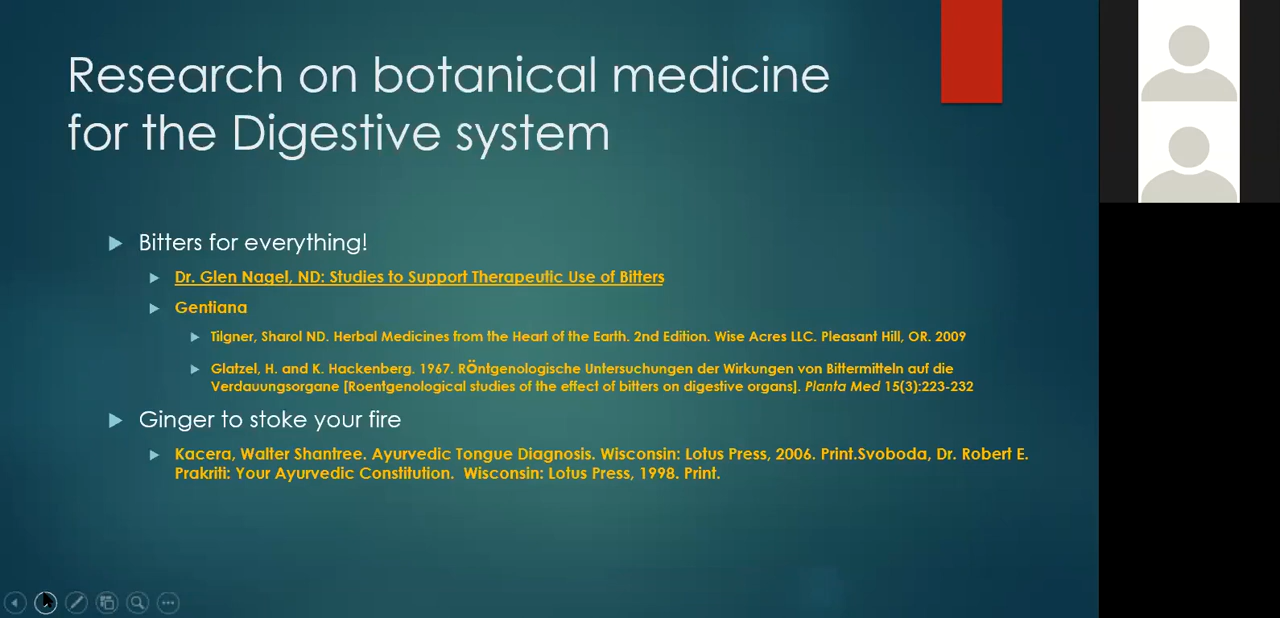 Research on botanical medicine
for the Digestive system
Bitters for everything!
Dr. Glen Nagel, ND: Studies to Support Therapeutic Use of Bitters
Gentiana
Tilgner, Sharol ND. Herbal Medicines from the Heart of the Earth. 2nd Edition. Wise Acres LLC. Pleasant Hill, OR. 2009
Glatzel, H. and K. Hackenberg. 1967. RÖntgenologische Untersuchungen der Wirkungen von Bittermitteln auf die
Verdauungsorgane [Roentgenological studies of the effect of bitters on digestive organs]. Planta Med 15(3):223-232
Ginger to stoke your fire
Kacera, Walter Shantree. Ayurvedic Tongue Diagnosis. Wisconsin: Lotus Press, 2006. Print.Svoboda, Dr. Robert E.
Prakriti: Your Ayurvedic Constitution.  Wisconsin: Lotus Press, 1998. Print.